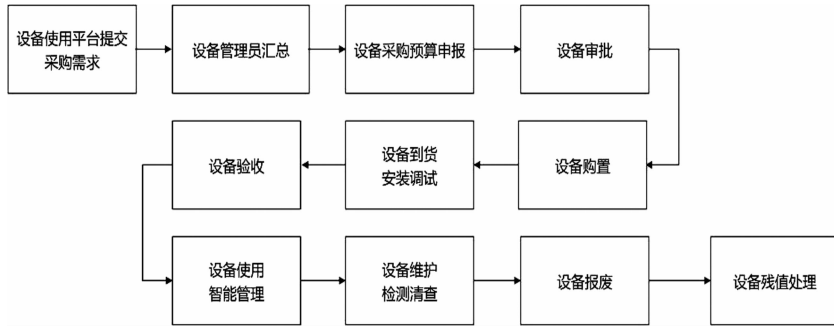 设备使用平台提交
采购需求
设备管理员汇总
设备采购预算申报
设备审批
设备购置
设备到货
安装调试
设备验收
设备使用
智能管理
设备维护
检测清查
设备报废
设备残值处理